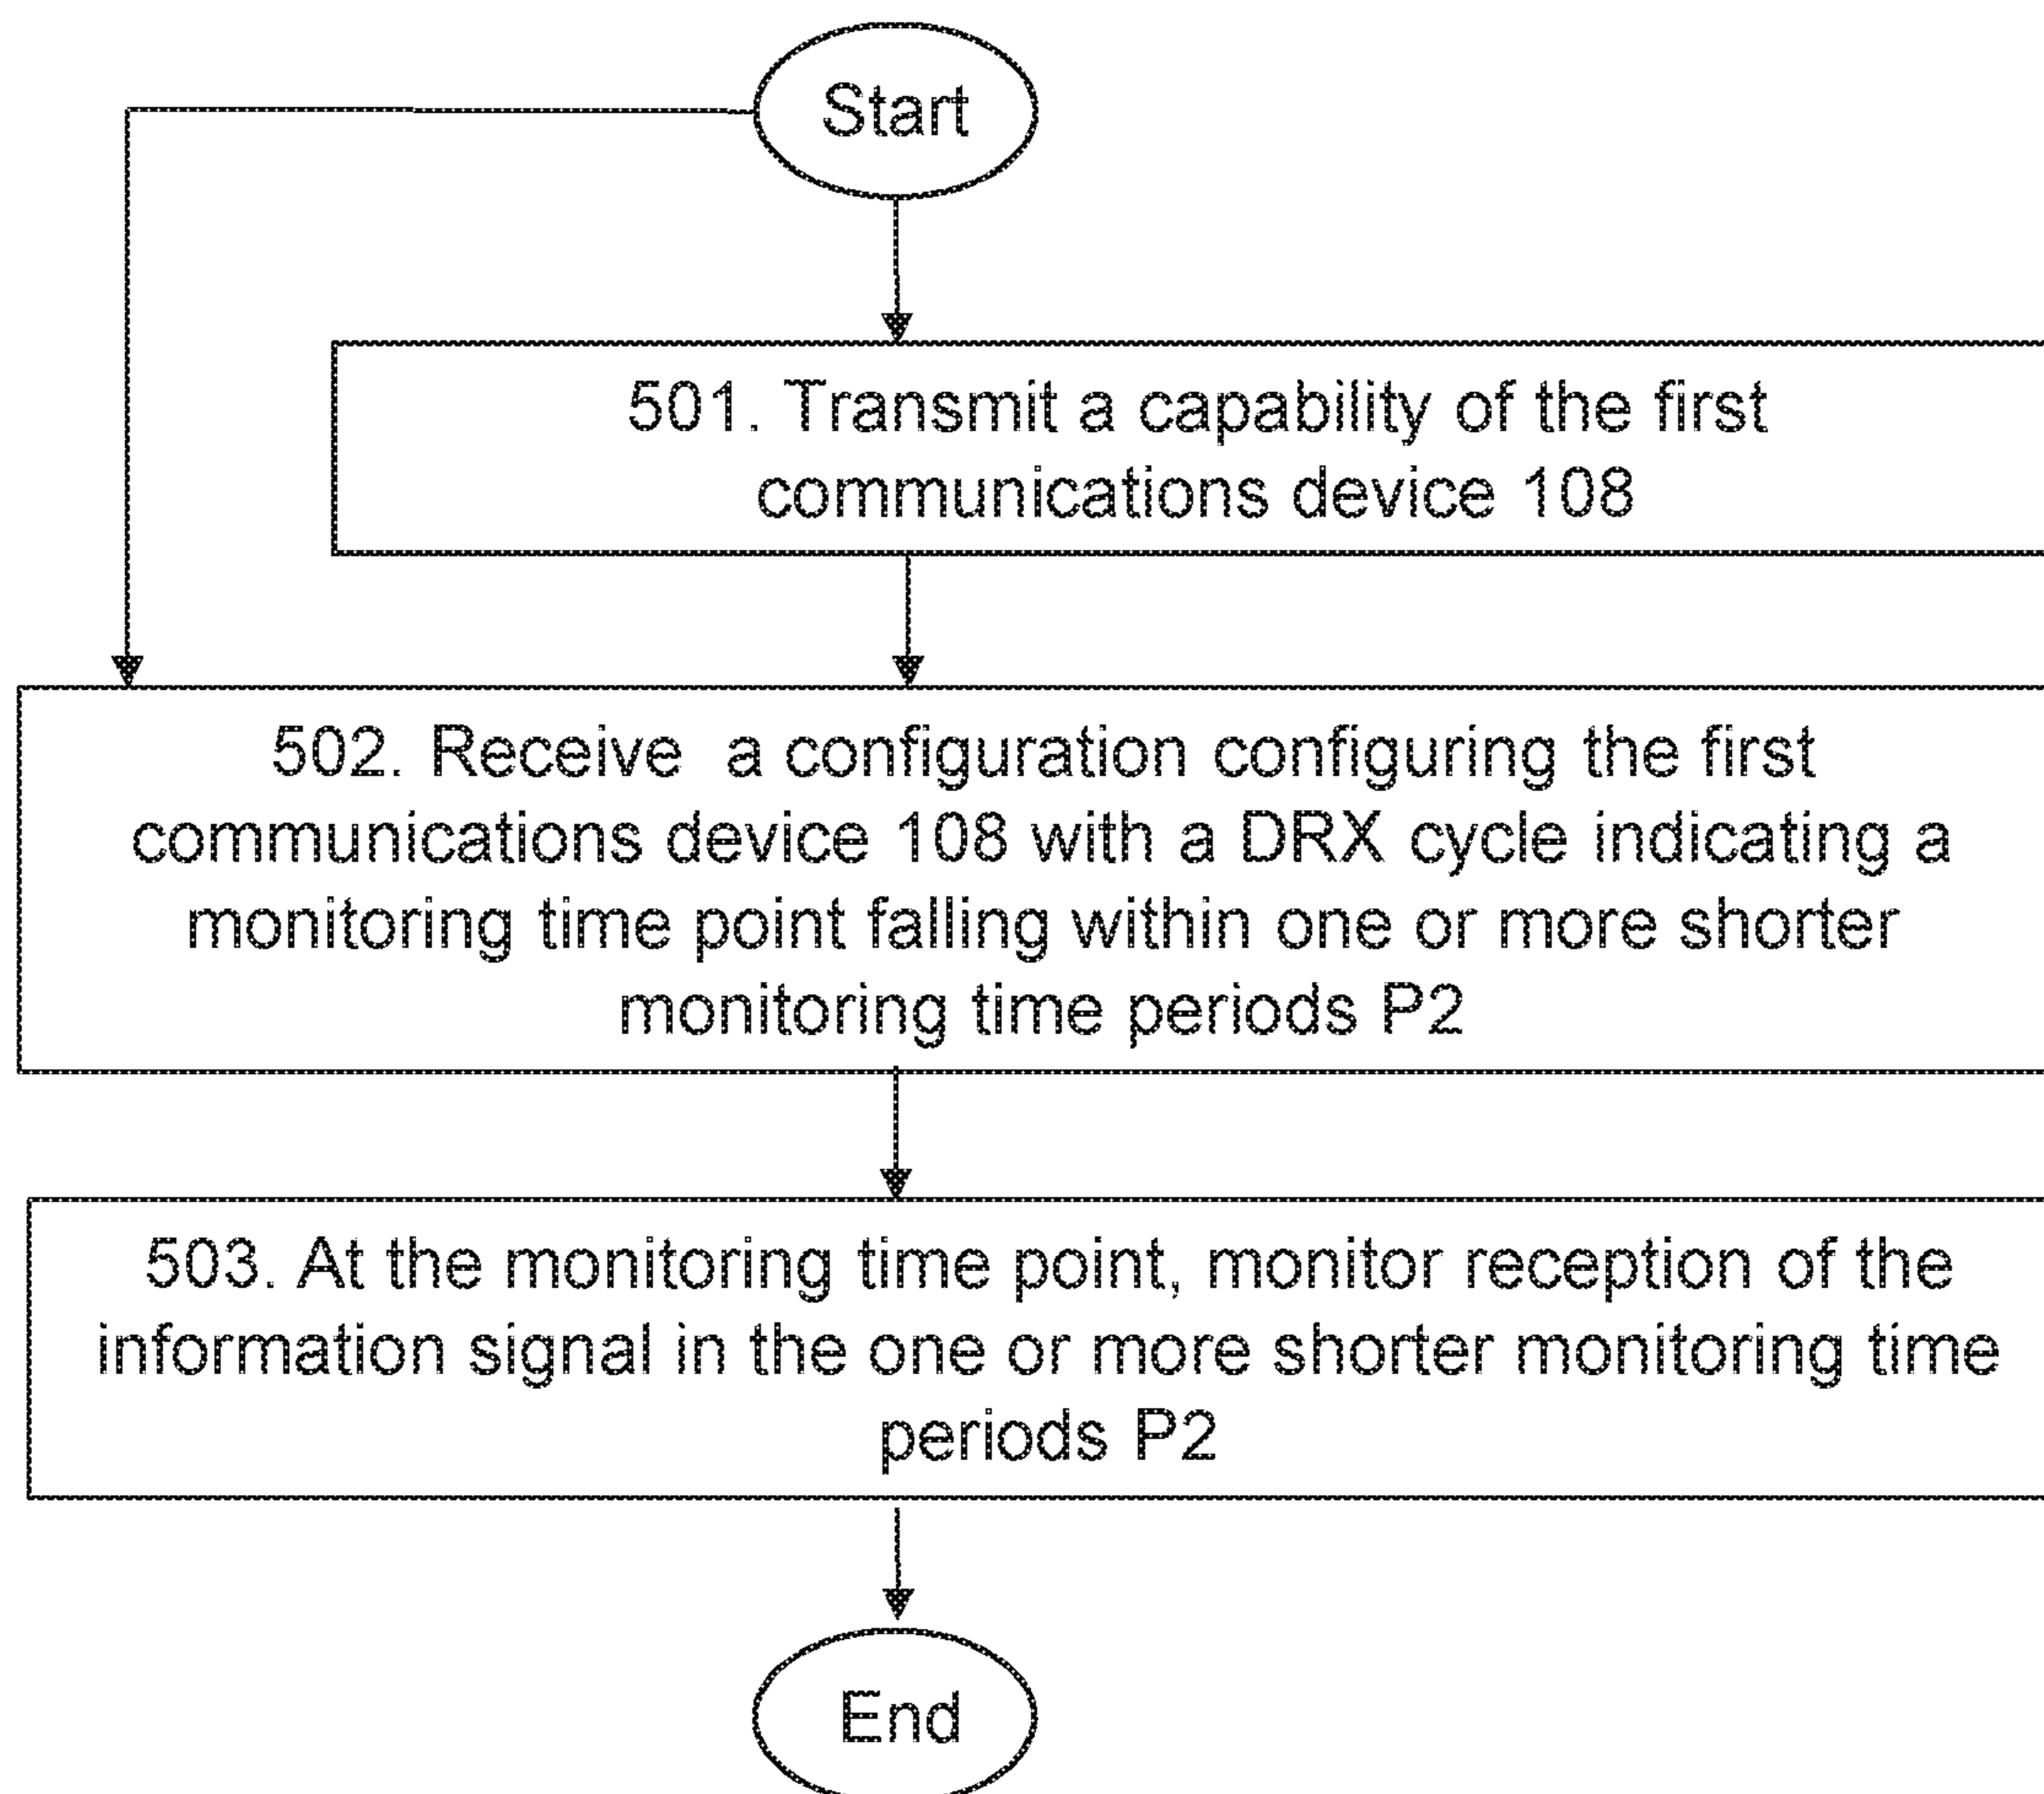 Start
501. Transmit a capability of the first
communications device 108
502. Receive a configuration configuring the first
communications device 108 with a DRX cycle indicating a
monitoring time point falling within one or more shorter
monitoring time periods P2
503. At the monitoring time point, monitor reception of the
information signal in the one or more shorter monitoring time
periods P2
End